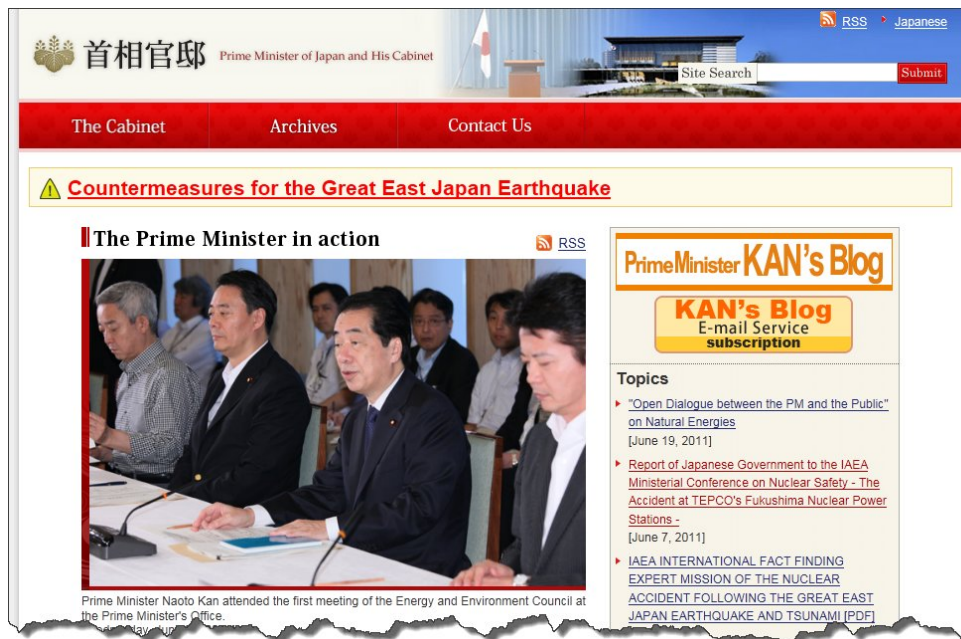 RSS Japanese
首相官邸 Prime Minister of Japan and His Cabinet
Site Search Submit
The Cabinet Archives Contact Us
Countermeasures for the Great East Japan Earthquake
The Prime Minister in action RSS
Prime Minister Naoto Kan attended the first meeting of the Energy and Environment Council at
the Prime Minister's Office.
Prime Minister KAN's Blog
KAN's Blog
E-mail Service
subscription
Topics
"Open Dialogue between the PM and the Public"
on Natural Energies
[June 19, 2011]
Report of Japanese Government to the IAEA
Ministerial Conference on Nuclear Safety - The
Accident at TEPCO's Fukushima Nuclear Power
Stations -
[June 7, 2011]
IAEA INTERNATIONAL FACT FINDING
EXPERT MISSION OF THE NUCLEAR
ACCIDENT FOLLOWING THE GREAT EAST
JAPAN EARTHQUAKE AND TSUNAMI [PDF]